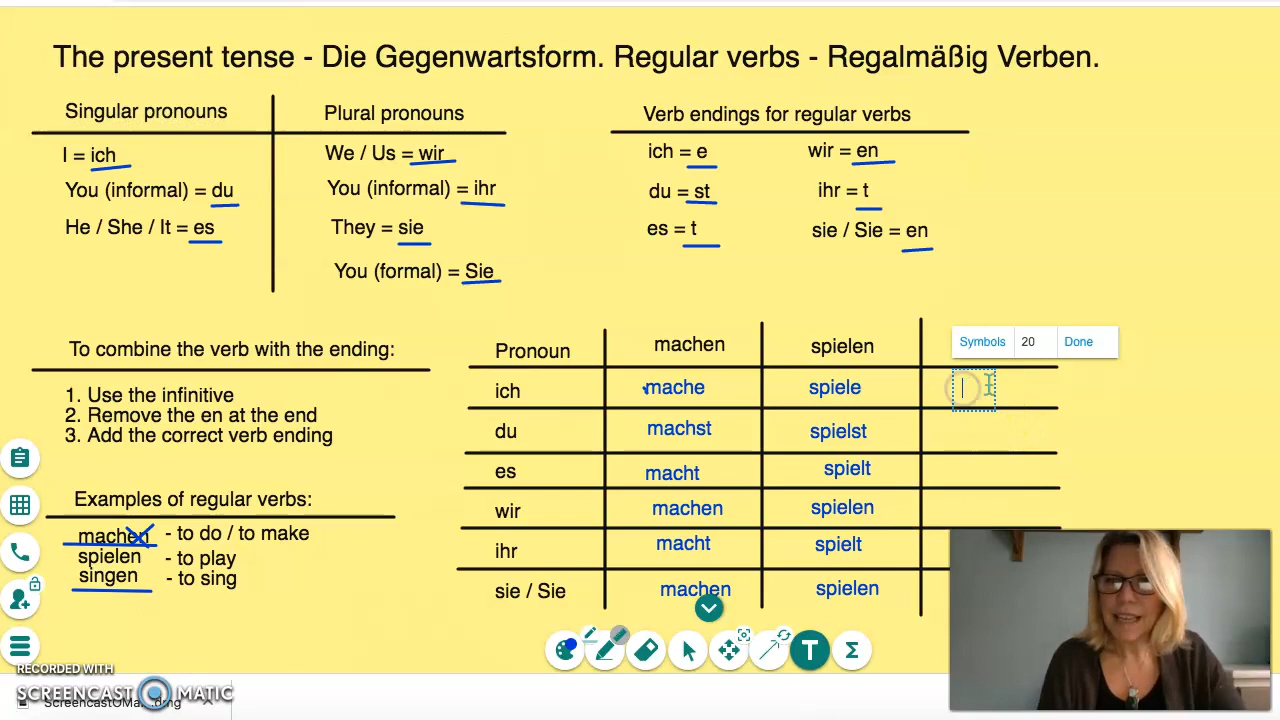 The present tense - Die Gegenwartsform. Regular verbs - Regalmäßig Verben.
Singular pronouns
I = ich
You (informal) = du
He / She / It = es
Plural pronouns
We / Us = wir
You (informal) = ihr
They = sie
You (formal) = Sie
Verb endings for regular verbs
ich = e
wir = en
du = st
ihr = t
es = t
sie / Sie = en
To combine the verb with the ending:
1. Use the infinitive
2. Remove the en at the end
3. Add the correct verb ending
Examples of regular verbs:
machen - to do / to make
spielen - to play
singen - to sing
Pronoun machen spielen
ich mache spiele
du machst spielst
es macht spielt
wir machen spielen
ihr macht spielt
sie / Sie machen spielen
Symbols 20 Done
T Σ
RECORDED WITH
SCREENCAST MATIC